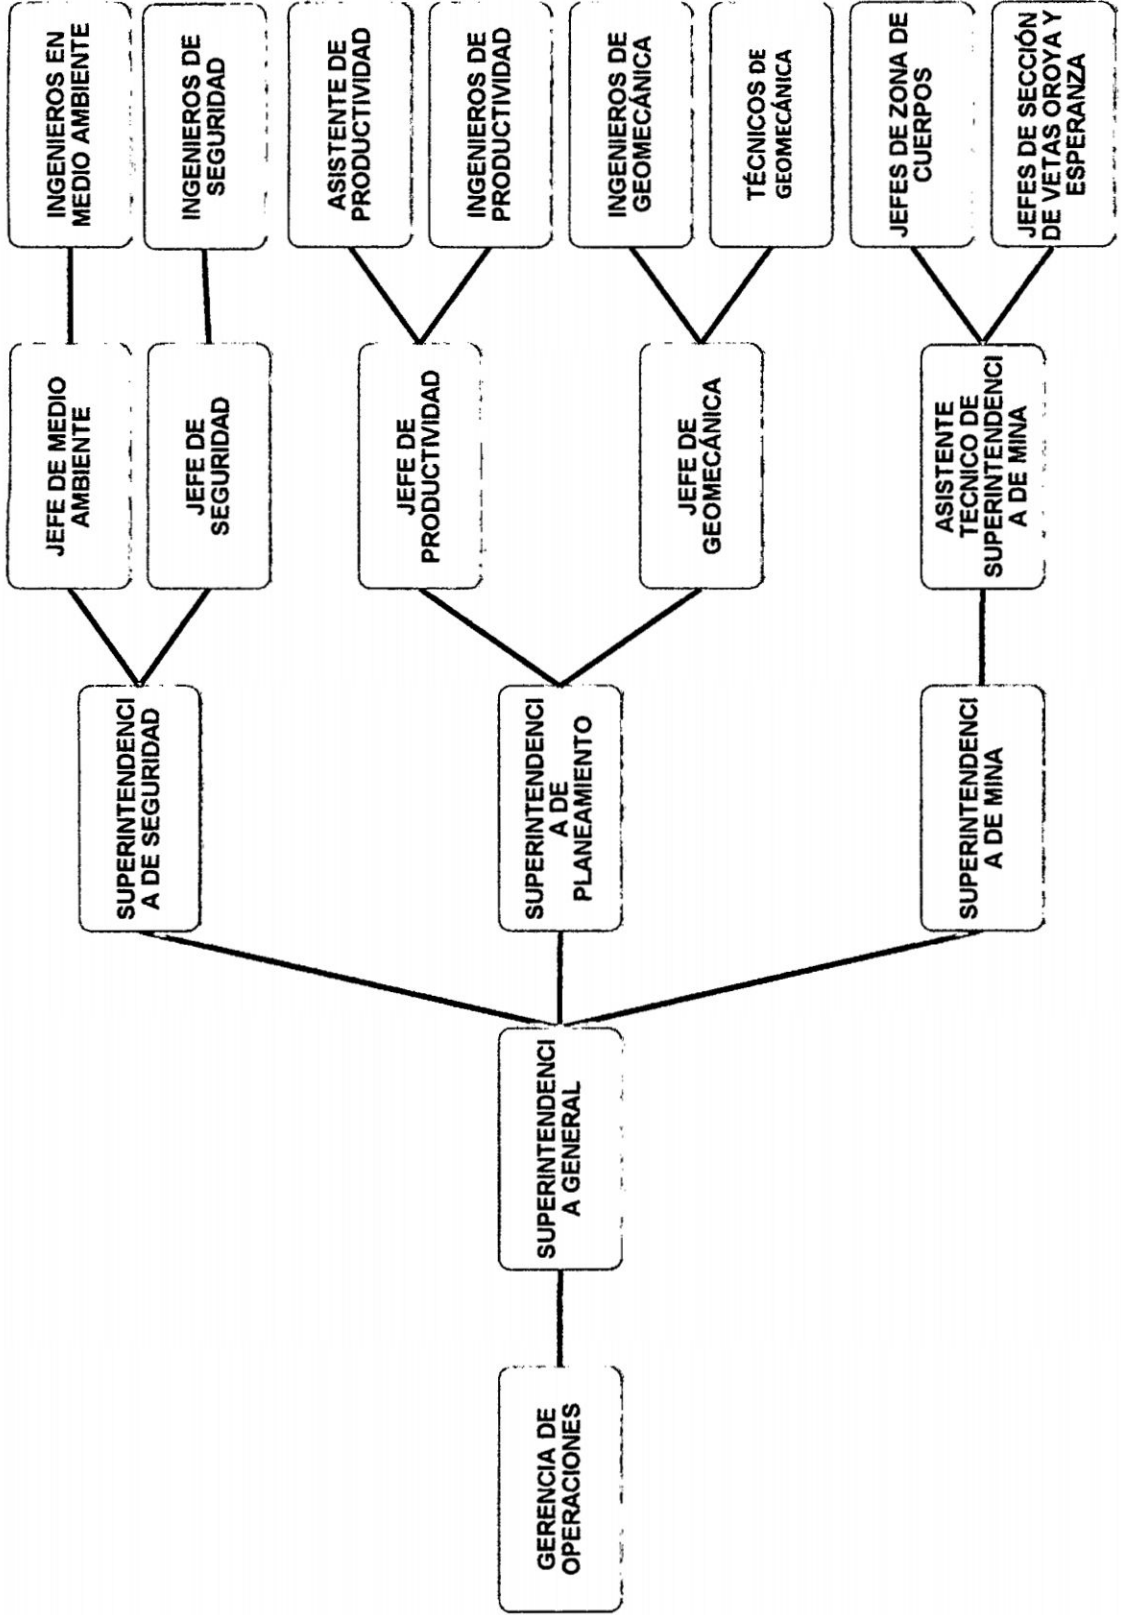 GERENCIA DE
OPERACIONES
SUPERINTENDENCI
A GENERAL
SUPERINTENDENCI
A DE SEGURIDAD
JEFE DE MEDIO
AMBIENTE
INGENIEROS EN
MEDIO AMBIENTE
JEFE DE
SEGURIDAD
INGENIEROS DE
SEGURIDAD
SUPERINTENDENCI
A DE
PLANEAMIENTO
JEFE DE
PRODUCTIVIDAD
ASISTENTE DE
PRODUCTIVIDAD
INGENIEROS DE
PRODUCTIVIDAD
JEFE DE
GEOMECÁNICA
INGENIEROS DE
GEOMECÁNICA
TÉCNICOS DE
GEOMECÁNICA
SUPERINTENDENCI
A DE MINA
ASISTENTE
TECNICO DE
SUPERINTENDENCI
A DE MINA
JEFES DE ZONA DE
CUERPOS
JEFES DE SECCIÓN
DE VETAS OROYA Y
ESPERANZA